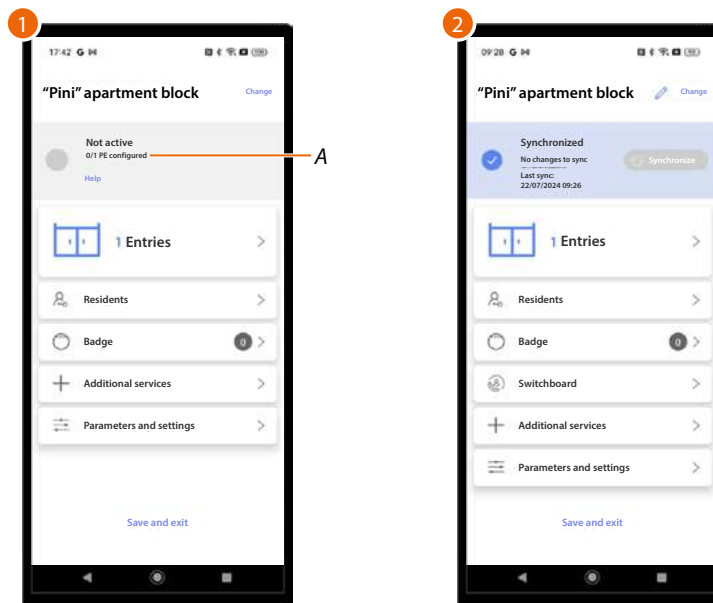 1
17:42 G
"Pini" apartment block Change
Not active
0/1 PE configured
A
Help
1 Entries
Residents
Badge 0
Additional services
Parameters and settings
Save and exit
2
09:28 G
"Pini" apartment block Change
Synchronized
No changes to sync
Synchronize
Last sync:
22/07/2024 09:26
1 Entries
Residents
Badge 0
Switchboard
Additional services
Parameters and settings
Save and exit